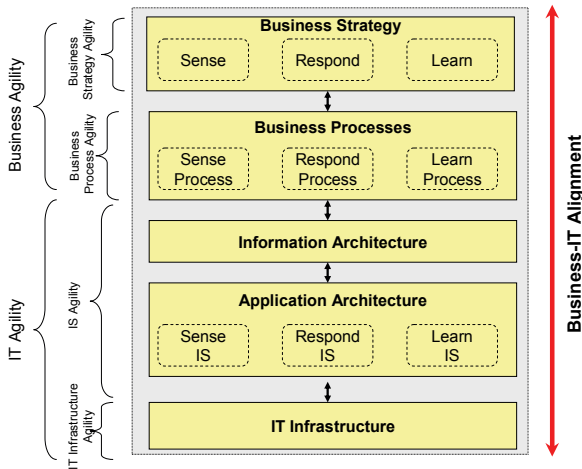 Business Agility
Business
Strategy Agility
Business Strategy
Sense
Respond
Learn
Business
Process Agility
Business Processes
Sense
Process
Respond
Process
Learn
Process
IT Agility
IS Agility
Information Architecture
Application Architecture
Sense
IS
Respond
IS
Learn
IS
IT Infrastructure
Agility
IT Infrastructure
Business-IT Alignment